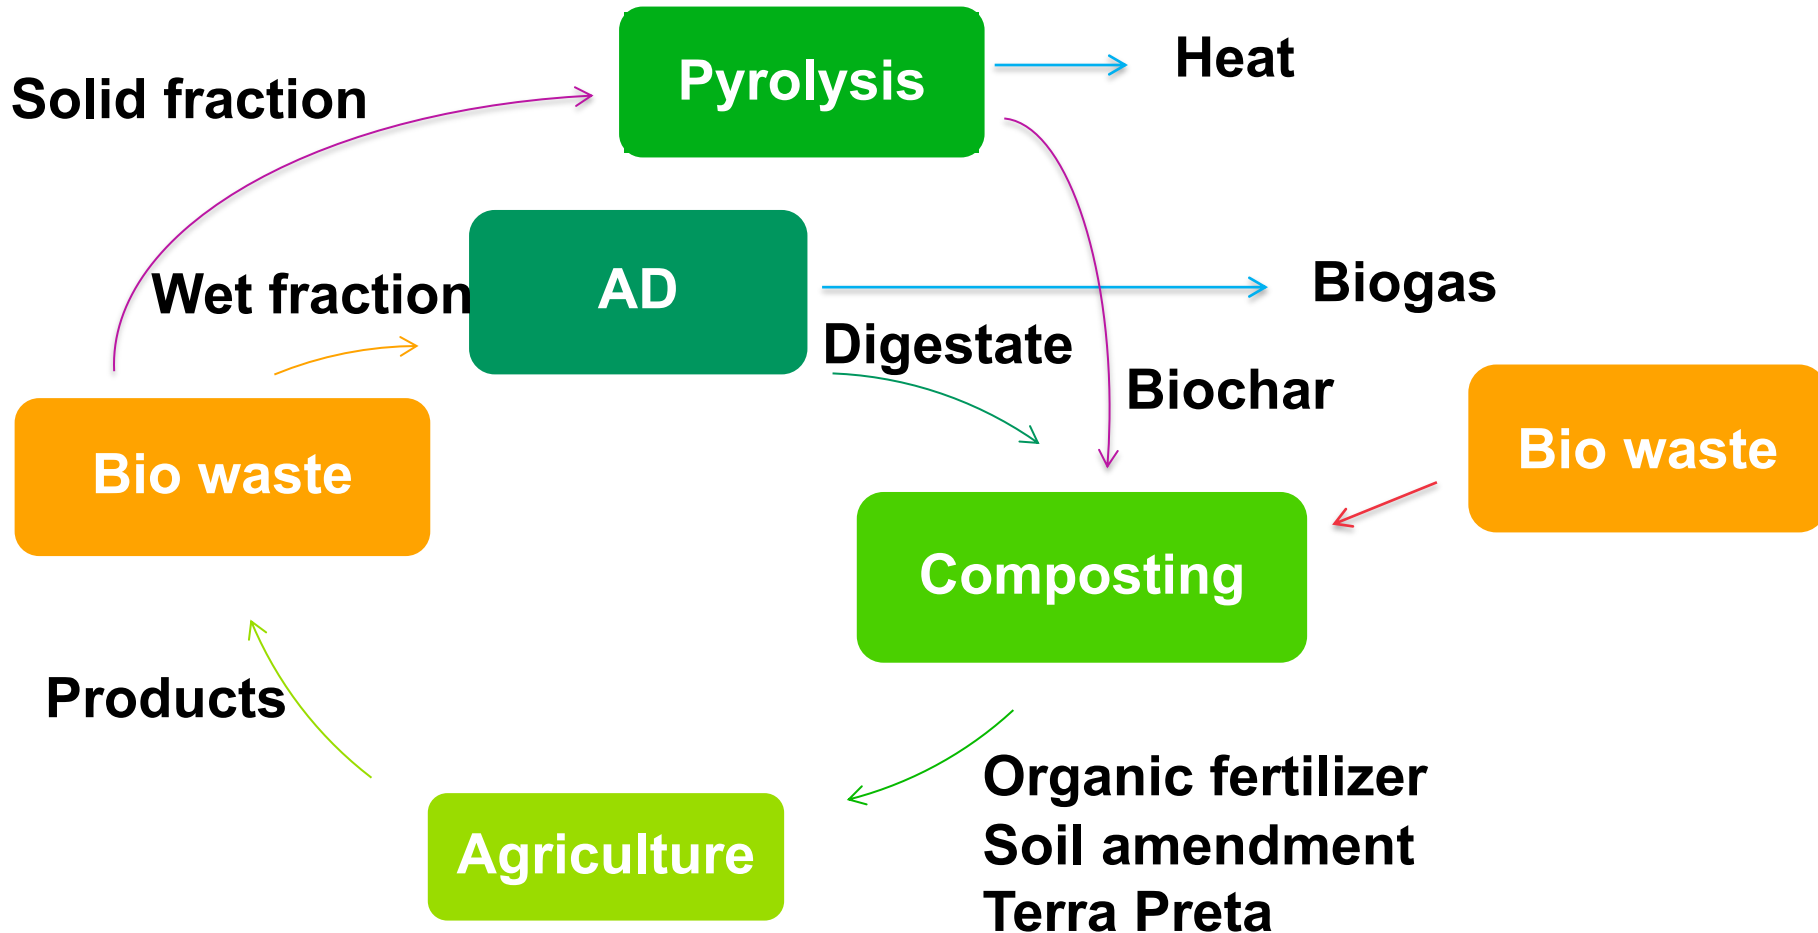 Pyrolysis
Heat
Solid fraction
AD
Wet fraction
Biogas
Digestate
Biochar
Bio waste
Bio waste
Composting
Products
Organic fertilizer
Soil amendment
Terra Preta
Agriculture